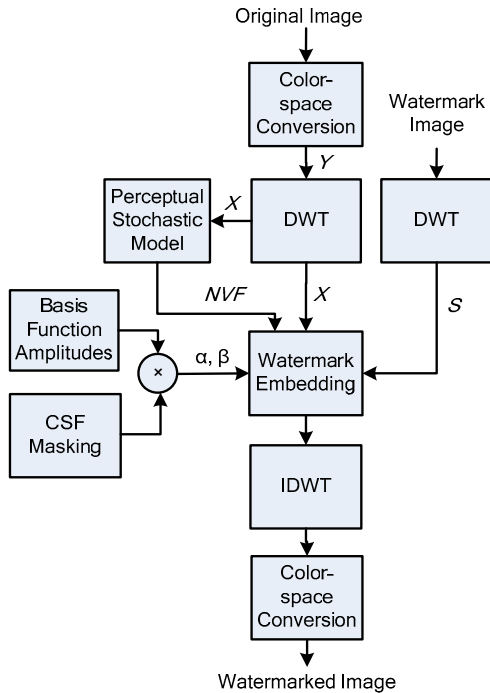 Original Image
Color-
space
Conversion
Watermark
Image
Y
Perceptual
Stochastic
Model
X
DWT
DWT
NVF
X
S
Basis
Function
Amplitudes
×
α, β
Watermark
Embedding
CSF
Masking
IDWT
Color-
space
Conversion
Watermarked Image